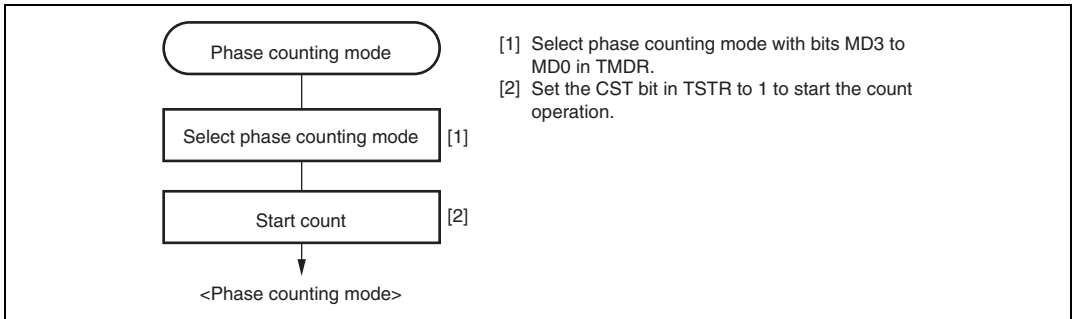 Phase counting mode
Select phase counting mode [1]
Start count [2]
<Phase counting mode>
[1] Select phase counting mode with bits MD3 to
MD0 in TMDR.
[2] Set the CST bit in TSTR to 1 to start the count
operation.